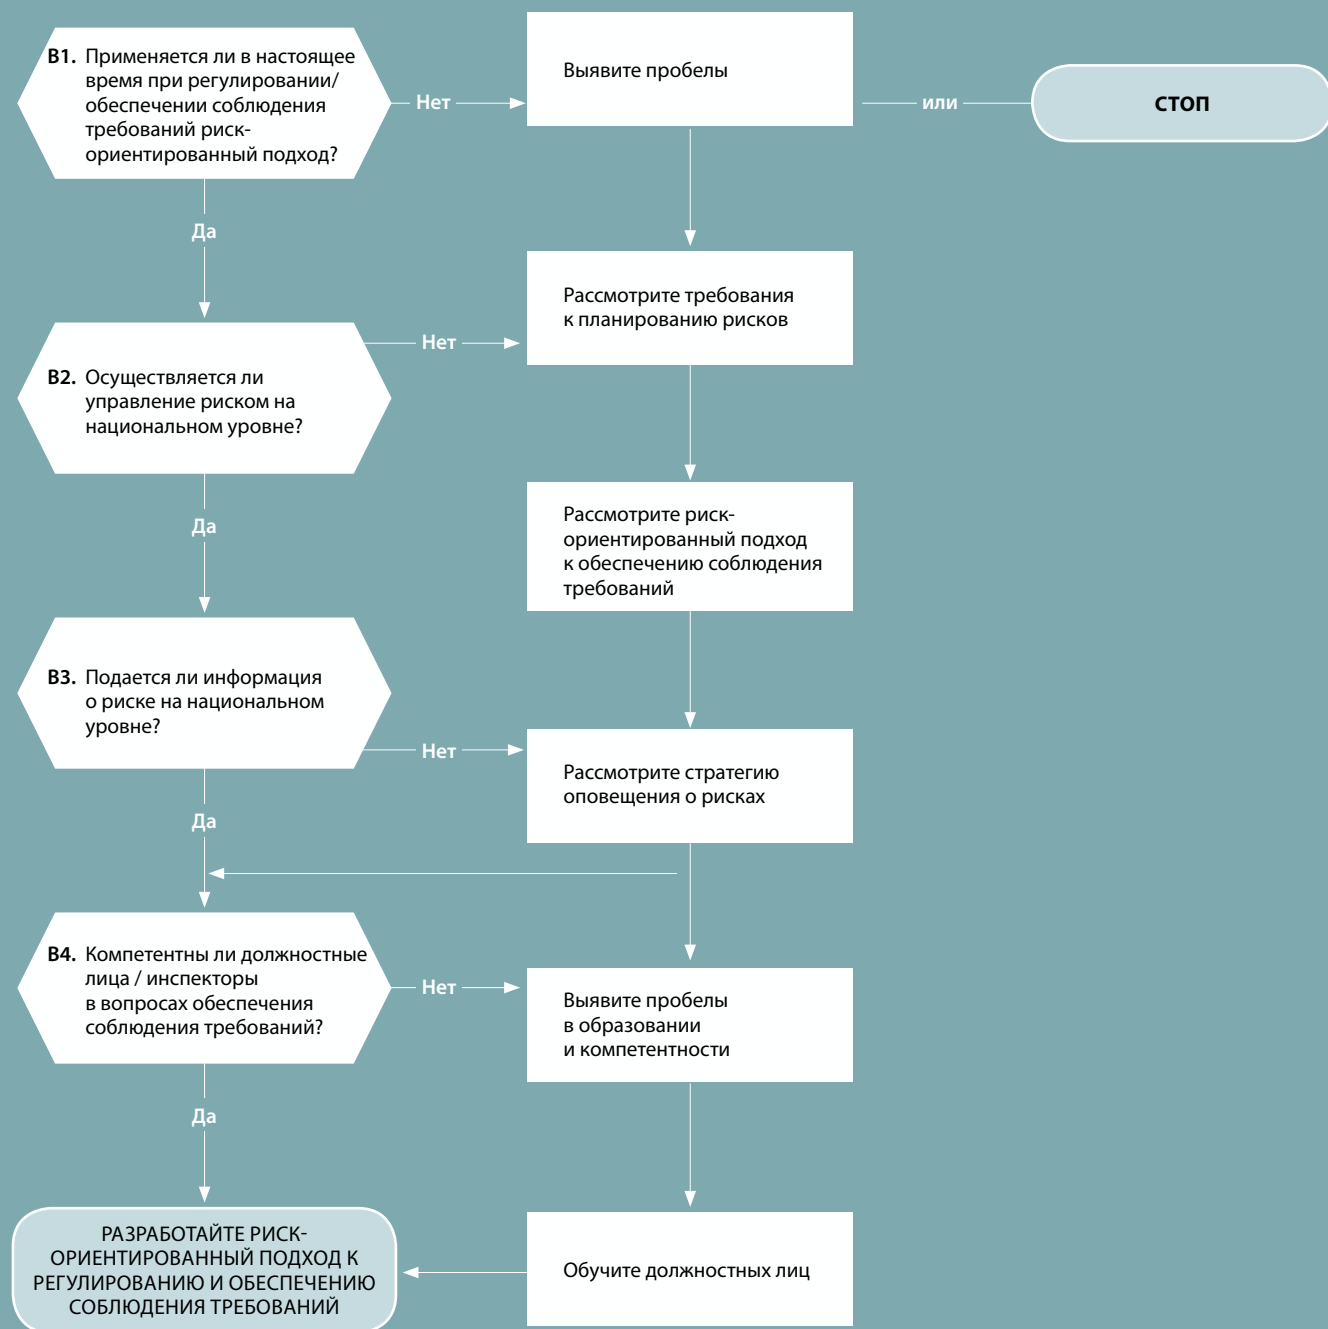 В1. Применяется ли в настоящее
время при регулировании/
обеспечении соблюдения
требований риск-
ориентированный подход?
Нет
Выявите пробелы
или
СТОП
Да
Рассмотрите требования
к планированию рисков
Нет
В2. Осуществляется ли
управление риском на
национальном уровне?
Да
Рассмотрите риск-
ориентированный подход
к обеспечению соблюдения
требований
В3. Подается ли информация
о риске на национальном
уровне?
Нет
Рассмотрите стратегию
оповещения о рисках
Да
В4. Компетентны ли должностные
лица / инспекторы
в вопросах обеспечения
соблюдения требований?
Нет
Выявите пробелы
в образовании
и компетентности
Да
РАЗРАБОТАЙТЕ РИСК-
ОРИЕНТИРОВАННЫЙ ПОДХОД К
РЕГУЛИРОВАНИЮ И ОБЕСПЕЧЕНИЮ
СОБЛЮДЕНИЯ ТРЕБОВАНИЙ
Обучите должностных лиц